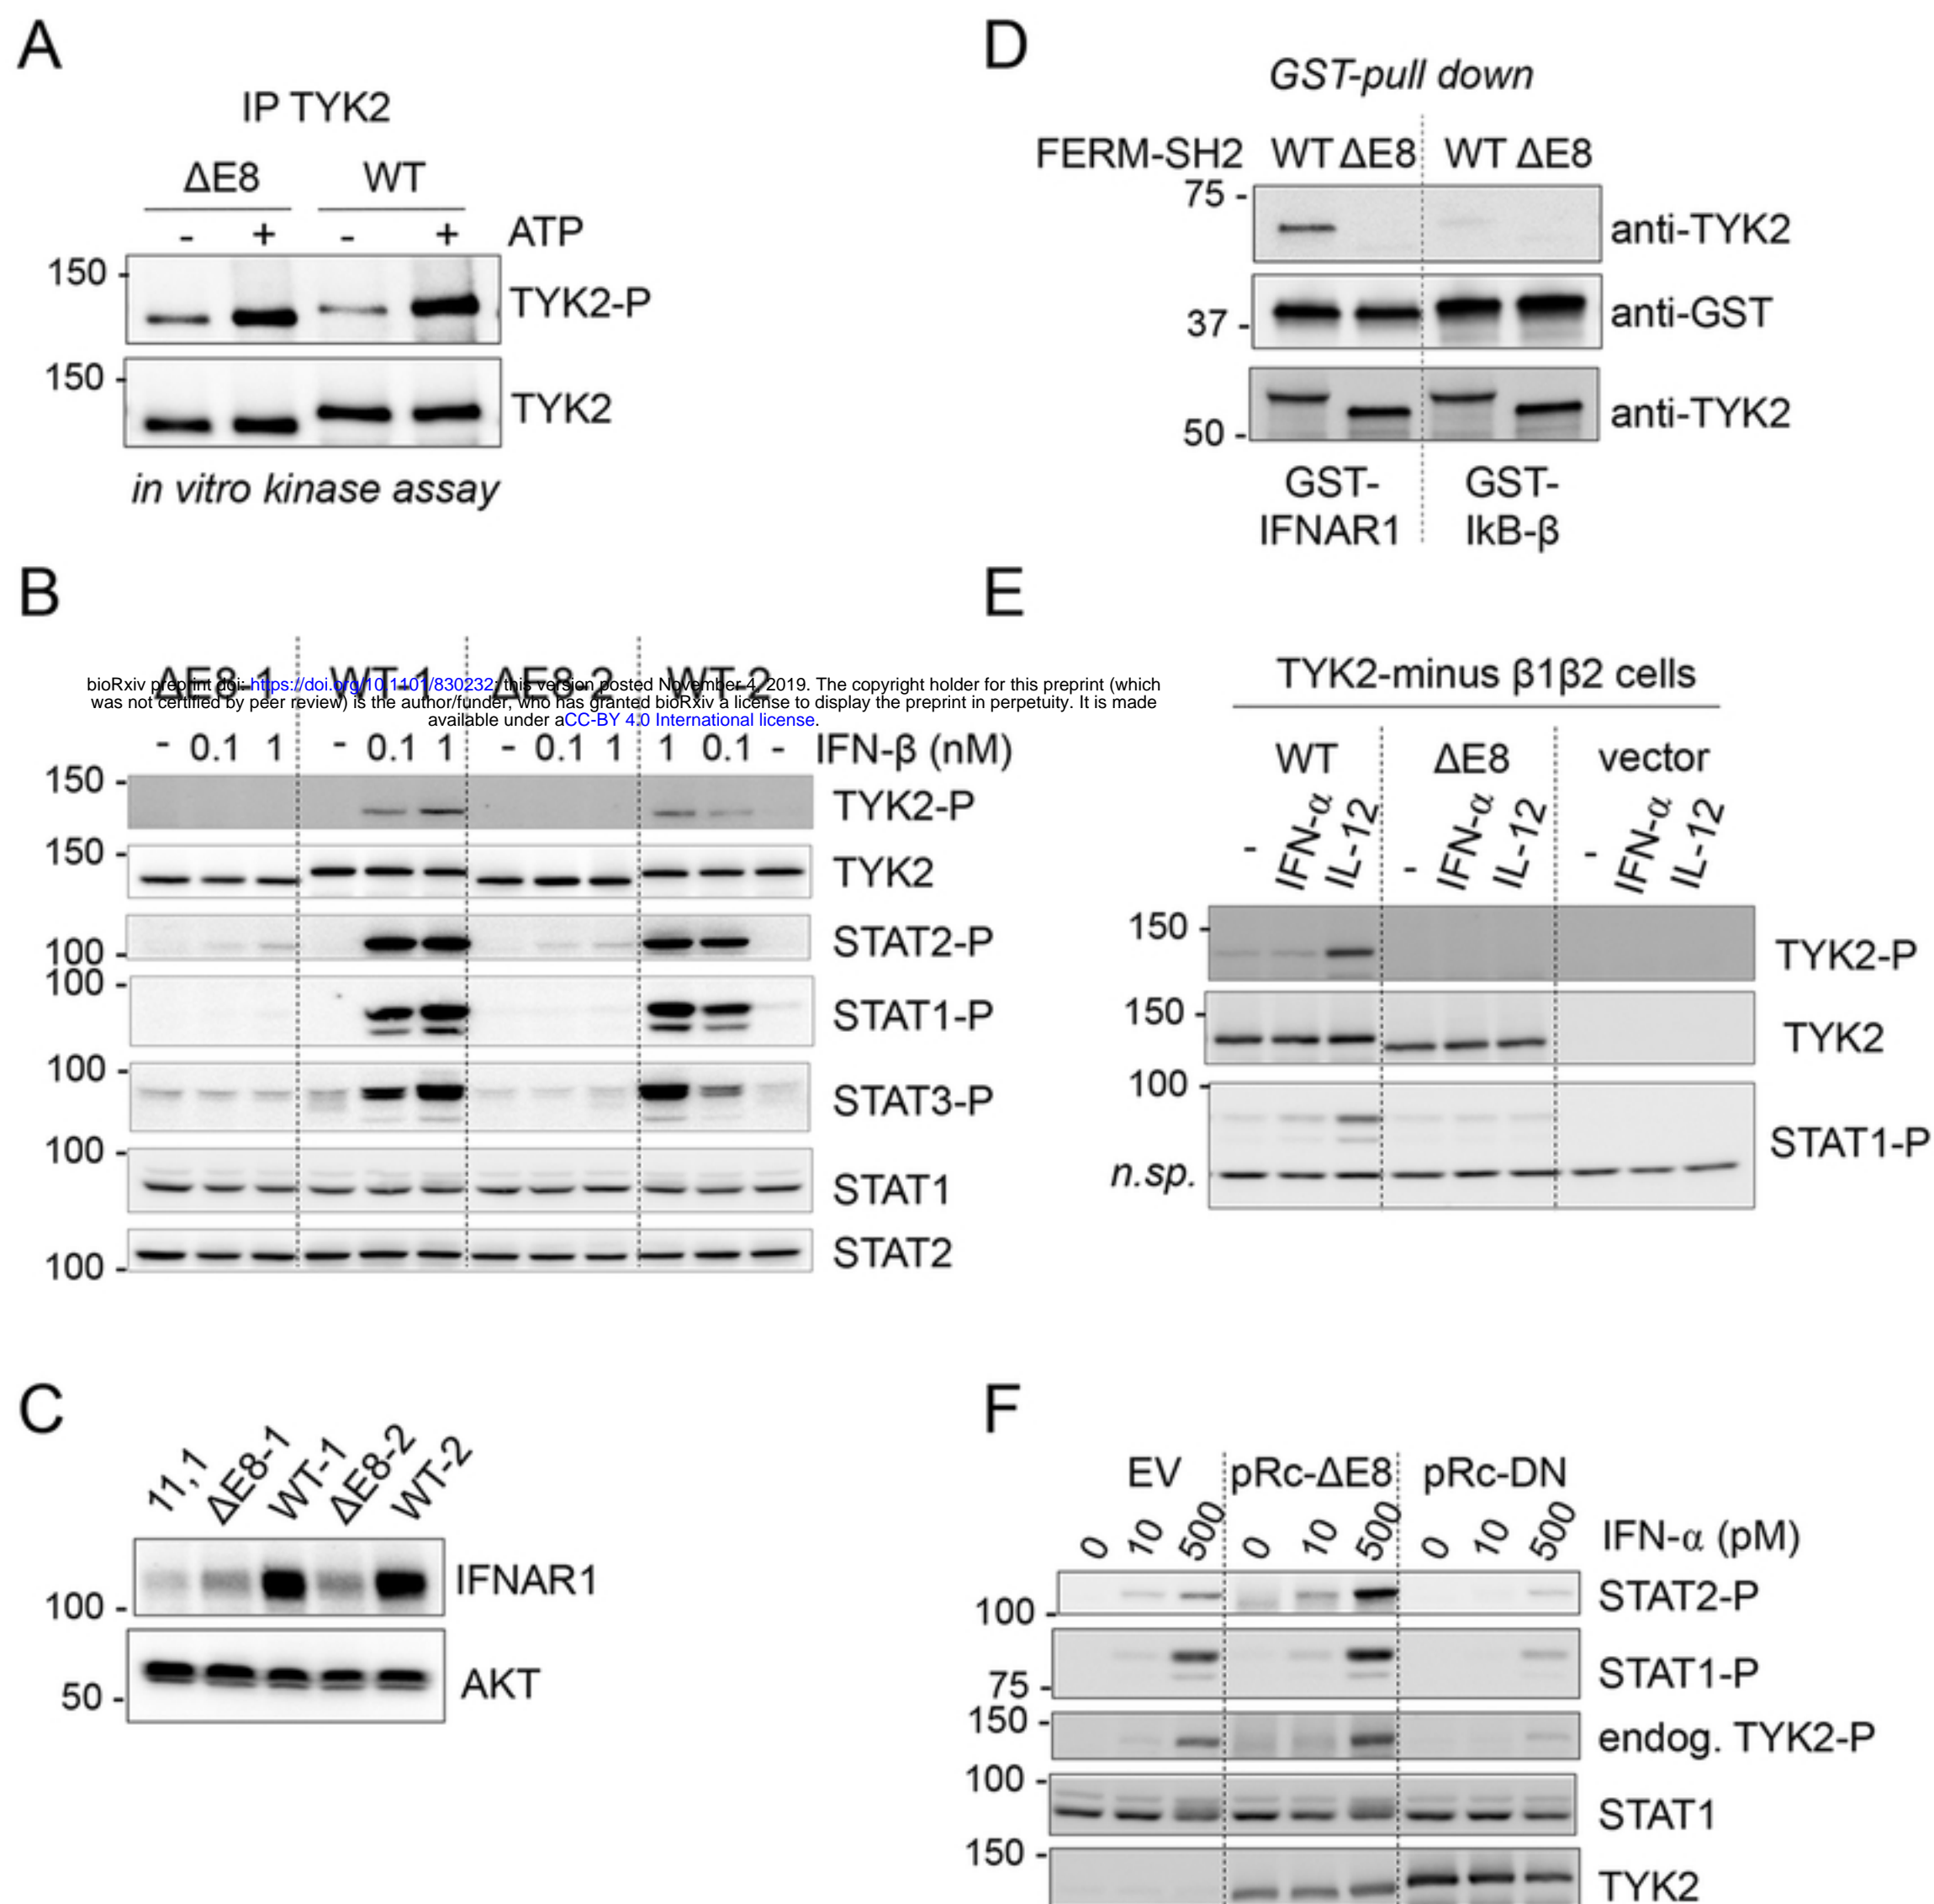 A
IP TYK2
ΔE8 WT
- + - + ATP
150 - TYK2-P
150 - TYK2
in vitro kinase assay
B
ΔE8-1 WT-1 ΔE8-2 WT-2
bioRxiv preprint doi: https://doi.org/10.1101/830232; this version posted November 4, 2019. The copyright holder for this preprint (which
was not certified by peer review) is the author/funder, who has granted bioRxiv a license to display the preprint in perpetuity. It is made
available under aCC-BY 4.0 International license.
- 0.1 1 - 0.1 1 - 0.1 1 1 0.1 - IFN-β (nM)
150 - TYK2-P
150 - TYK2
100 - STAT2-P
100 - STAT1-P
100 - STAT3-P
100 - STAT1
100 - STAT2
C
11,1 ΔE8-1 WT-1 ΔE8-2 WT-2
IFNAR1
100 -
AKT
50 -
D
GST-pull down
FERM-SH2 WT ΔE8 WT ΔE8
75 - anti-TYK2
37 - anti-GST
anti-TYK2
50 -
GST- GST-
IFNAR1 IkB-β
E
TYK2-minus β1β2 cells
WT ΔE8 vector
- IFN-α IL-12 - IFN-α IL-12 - IFN-α IL-12
150 - TYK2-P
150 - TYK2
100 - STAT1-P
n.sp.
F
EV pRc-ΔE8 pRc-DN
0 10 500 0 10 500 0 10 500 IFN-α (pM)
STAT2-P
100 -
STAT1-P
75 -
150 - endog. TYK2-P
100 - STAT1
150 - TYK2